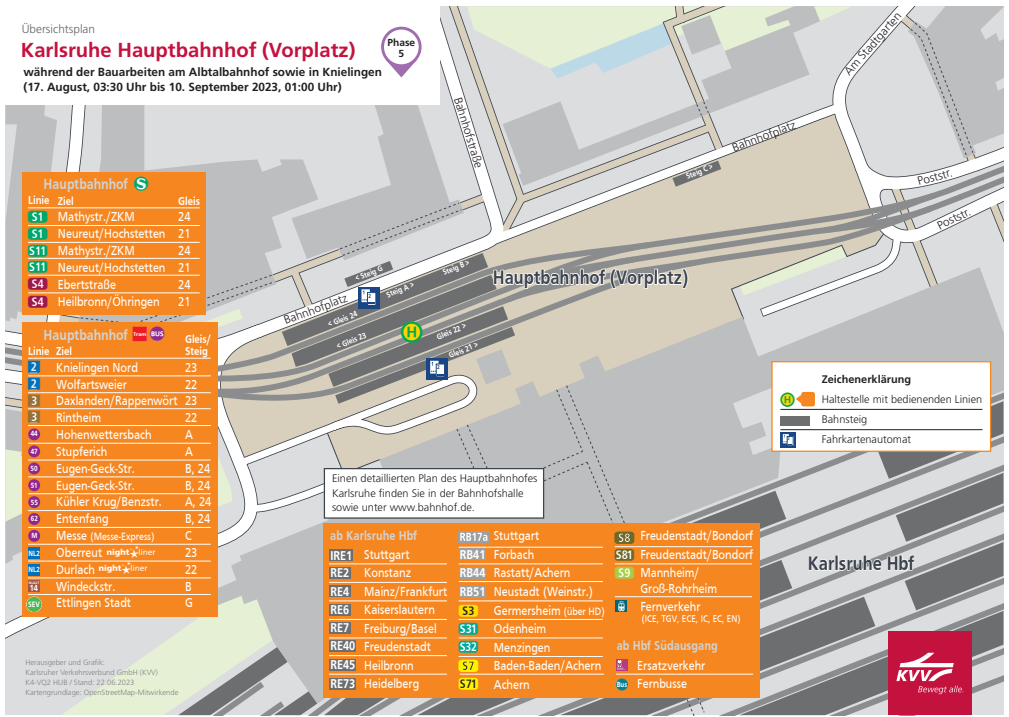 Übersichtsplan
Karlsruhe Hauptbahnhof (Vorplatz)
während der Bauarbeiten am Albtalbahnhof sowie in Knielingen
(17. August, 03:30 Uhr bis 10. September 2023, 01:00 Uhr)
Phase
5
Am Stadtgarten
Bahnhofstraße
Bahnhofplatz
Poststr.
Poststr.
Steig C >
< Steig G
Steig B >
Steig A >
Hauptbahnhof (Vorplatz)
Bahnhofplatz
< Gleis 24
< Gleis 23
H
Gleis 22 >
Gleis 21 >
Hauptbahnhof S
Linie Ziel Gleis
S1 Mathystr./ZKM 24
S1 Neureut/Hochstetten 21
S11 Mathystr./ZKM 24
S11 Neureut/Hochstetten 21
S4 Ebertstraße 24
S4 Heilbronn/Öhringen 21
Hauptbahnhof Tram BUS
Gleis/
Linie Ziel Steig
2 Knielingen Nord 23
2 Wolfartsweier 22
3 Daxlanden/Rappenwört 23
3 Rintheim 22
44 Hohenwettersbach A
47 Stupferich A
50 Eugen-Geck-Str. B, 24
51 Eugen-Geck-Str. B, 24
55 Kühler Krug/Benzstr. A, 24
62 Entenfang B, 24
M Messe (Messe-Express) C
NL2 Oberreut nightliner 23
NL2 Durlach nightliner 22
14 Windeckstr. B
SEV Ettlingen Stadt G
Zeichenerklärung
H Haltestelle mit bedienenden Linien
Bahnsteig
Fahrkartenautomat
Einen detaillierten Plan des Hauptbahnhofes
Karlsruhe finden Sie in der Bahnhofshalle
sowie unter www.bahnhof.de.
ab Karlsruhe Hbf
IRE1 Stuttgart
RE2 Konstanz
RE4 Mainz/Frankfurt
RE6 Kaiserslautern
RE7 Freiburg/Basel
RE40 Freudenstadt
RE45 Heilbronn
RE73 Heidelberg
RB17a Stuttgart
RB41 Forbach
RB44 Rastatt/Achern
RB51 Neustadt (Weinstr.)
S3 Germersheim (über HD)
S31 Odenheim
S32 Menzingen
S7 Baden-Baden/Achern
S71 Achern
S8 Freudenstadt/Bondorf
S81 Freudenstadt/Bondorf
S9 Mannheim/
Groß-Rohrheim
Fernverkehr
(ICE, TGV, ECE, IC, EC, EN)
ab Hbf Südausgang
Ersatzverkehr
Bus Fernbusse
Karlsruhe Hbf
Herausgeber und Grafik:
Karlsruher Verkehrsverbund GmbH (KVV)
K4-VQ2 HUB / Stand: 22.06.2023
Kartengrundlage: OpenStreetMap-Mitwirkende
KVV
Bewegt alle.